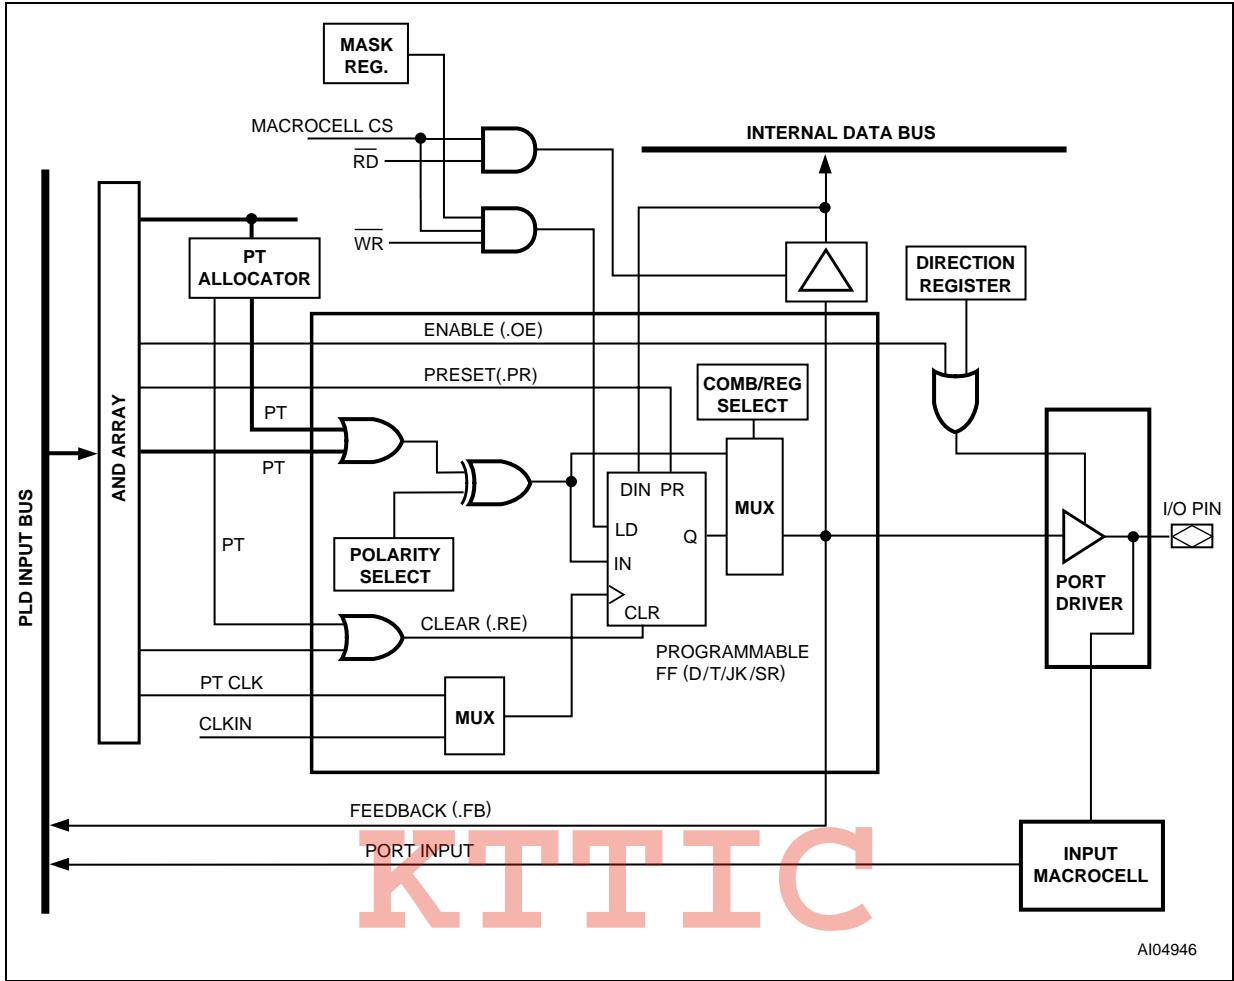 MASK
REG.
MACROCELL CS
RD
WR
INTERNAL DATA BUS
PT
ALLOCATOR
DIRECTION
REGISTER
ENABLE (.OE)
PRESET(.PR)
COMB/REG
SELECT
PT
PT
AND ARRAY
PLD INPUT BUS
DIN PR
MUX
LD
Q
IN
I/O PIN
PT
POLARITY
SELECT
CLR
PORT
DRIVER
CLEAR (.RE)
PROGRAMMABLE
FF (D/T/JK/SR)
PT CLK
MUX
CLKIN
FEEDBACK (.FB)
PORT INPUT
INPUT
MACROCELL
KTTIC
AI04946